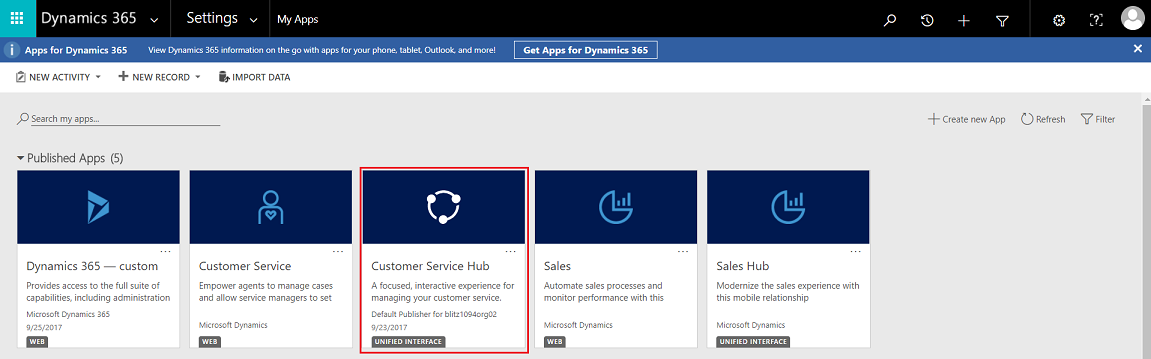 Dynamics 365 Settings My Apps
Apps for Dynamics 365 View Dynamics 365 information on the go with apps for your phone, tablet, Outlook, and more! Get Apps for Dynamics 365
NEW ACTIVITY NEW RECORD IMPORT DATA
Search my apps... Create new App Refresh Filter
Published Apps (5)
Dynamics 365 — custom
Provides access to the full suite of
capabilities, including administration
Microsoft Dynamics 365
9/25/2017
WEB
Customer Service
Empower agents to manage cases
and allow service managers to set
Microsoft Dynamics
WEB
Customer Service Hub
A focused, interactive experience for
managing your customer service.
Default Publisher for blitz1094org02
9/23/2017
UNIFIED INTERFACE
Sales
Automate sales processes and
monitor performance with this
Microsoft Dynamics
WEB
Sales Hub
Modernize the sales experience with
this mobile relationship
Microsoft Dynamics
UNIFIED INTERFACE